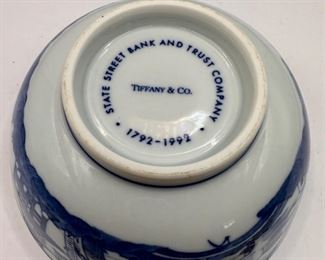 STATE STREET BANK AND TRUST COMPANY
TIFFANY & CO.
• 1792-1992 •